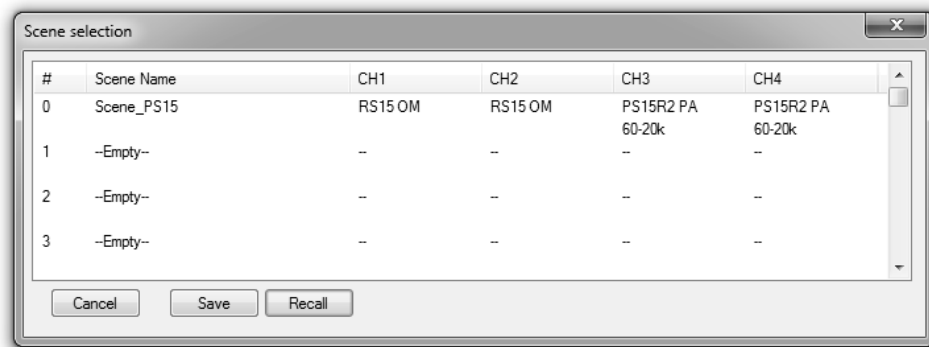 Scene selection
# Scene Name CH1 CH2 CH3 CH4
0 Scene_PS15 RS15 OM RS15 OM PS15R2 PA PS15R2 PA
60-20k 60-20k
1 --Empty-- -- -- -- --
2 --Empty-- -- -- -- --
3 --Empty-- -- -- -- --
Cancel Save Recall